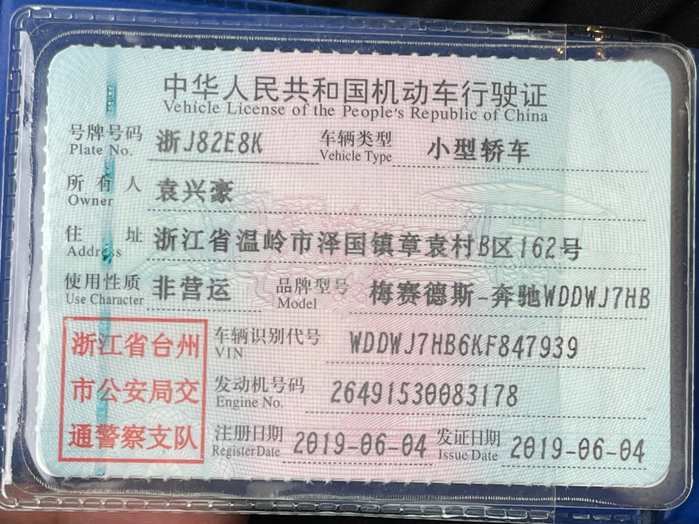 中华人民共和国机动车行驶证
Vehicle License of the People's Republic of China
号牌号码 浙J82E8K 车辆类型 小型轿车
Plate No. Vehicle Type
所有人 袁兴豪
Owner
住址 浙江省温岭市泽国镇章袁村B区162号
Address
使用性质 非营运 品牌型号 梅赛德斯-奔驰WDDWJ7HB
Use Character Model
浙江省台州 车辆识别代号 WDDWJ7HB6KF847939
VIN
市公安局交 发动机号码 26491530083178
Engine No.
通警察支队 注册日期 2019-06-04 发证日期 2019-06-04
Register Date Issue Date